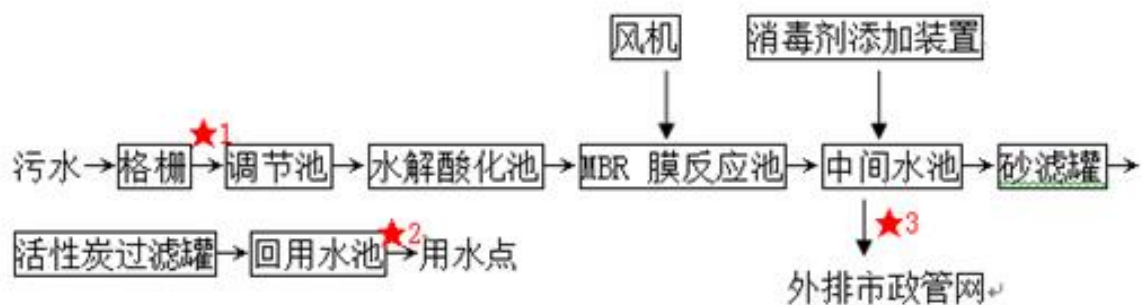 风机 消毒剂添加装置
污水 格栅 ★1 调节池 水解酸化池 MBR 膜反应池 中间水池 砂滤罐
活性炭过滤罐 回用水池 ★2 用水点 ★3
外排市政管网